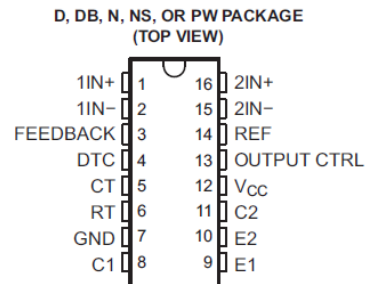 D, DB, N, NS, OR PW PACKAGE
(TOP VIEW)
1IN+ 1 16 2IN+
1IN− 2 15 2IN−
FEEDBACK 3 14 REF
DTC 4 13 OUTPUT CTRL
CT 5 12 VCC
RT 6 11 C2
GND 7 10 E2
C1 8 9 E1